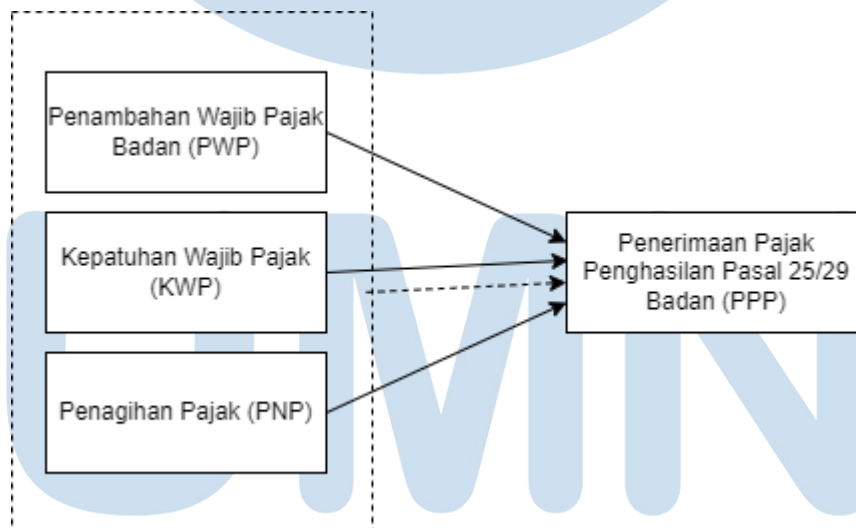 Penambahan Wajib Pajak
Badan (PWP)
Kepatuhan Wajib Pajak
(KWP)
Penagihan Pajak (PNP)
Penerimaan Pajak
Penghasilan Pasal 25/29
Badan (PPP)
UMN